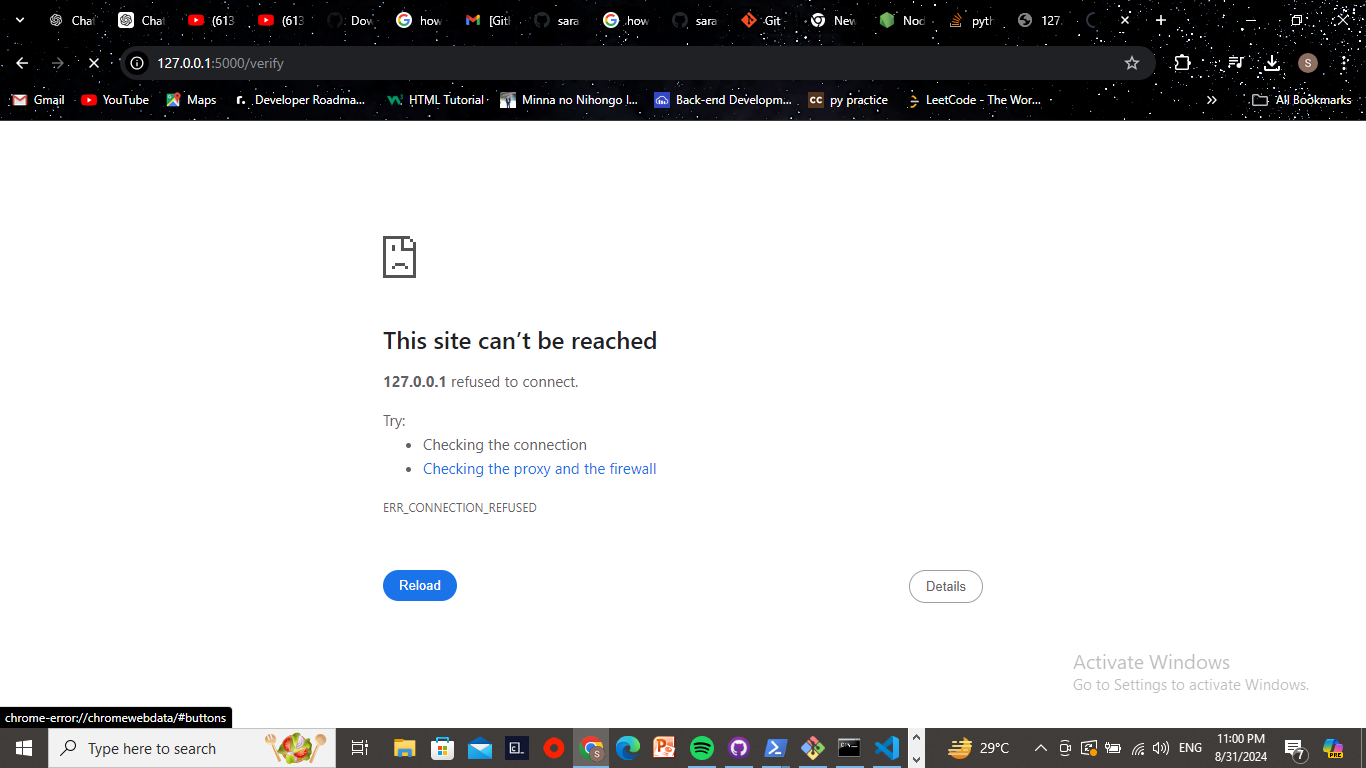 Chat
Chat
(613
(613
Dow
how
[GitH
sara
how
sara
Git
New
Nod
pyth
127.
127.0.0.1:5000/verify
S
Gmail
YouTube
Maps
r.
Developer Roadma...
HTML Tutorial
Minna no Nihongo I...
Back-end Developm...
cc
py practice
LeetCode - The Wor...
All Bookmarks
This site can't be reached
127.0.0.1 refused to connect.
Try:
• Checking the connection
• Checking the proxy and the firewall
ERR_CONNECTION_REFUSED
Reload
Details
Activate Windows
Go to Settings to activate Windows.
chrome-error://chromewebdata/#buttons
Type here to search
29°C
ENG
11:00 PM
8/31/2024
7
PRE